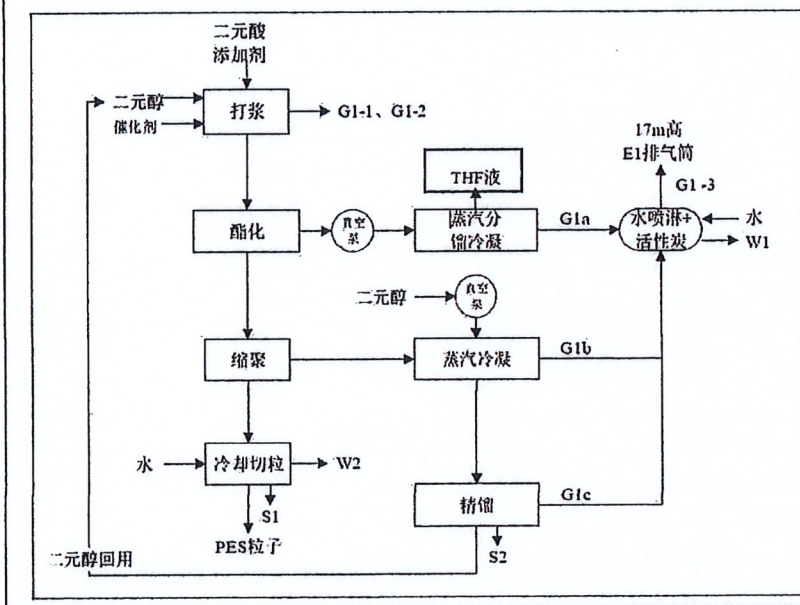 二元酸
添加剂
二元醇
催化剂
打浆
G1-1、G1-2
17m高
E1排气筒
G1-3
THF液
酯化
真空
泵
蒸汽分
馏冷凝
G1a
水喷淋+
活性炭
水
W1
二元醇
真空
泵
缩聚
蒸汽冷凝
G1b
水
冷却切粒
W2
S1
PES粒子
精馏
G1c
S2
二元醇回用